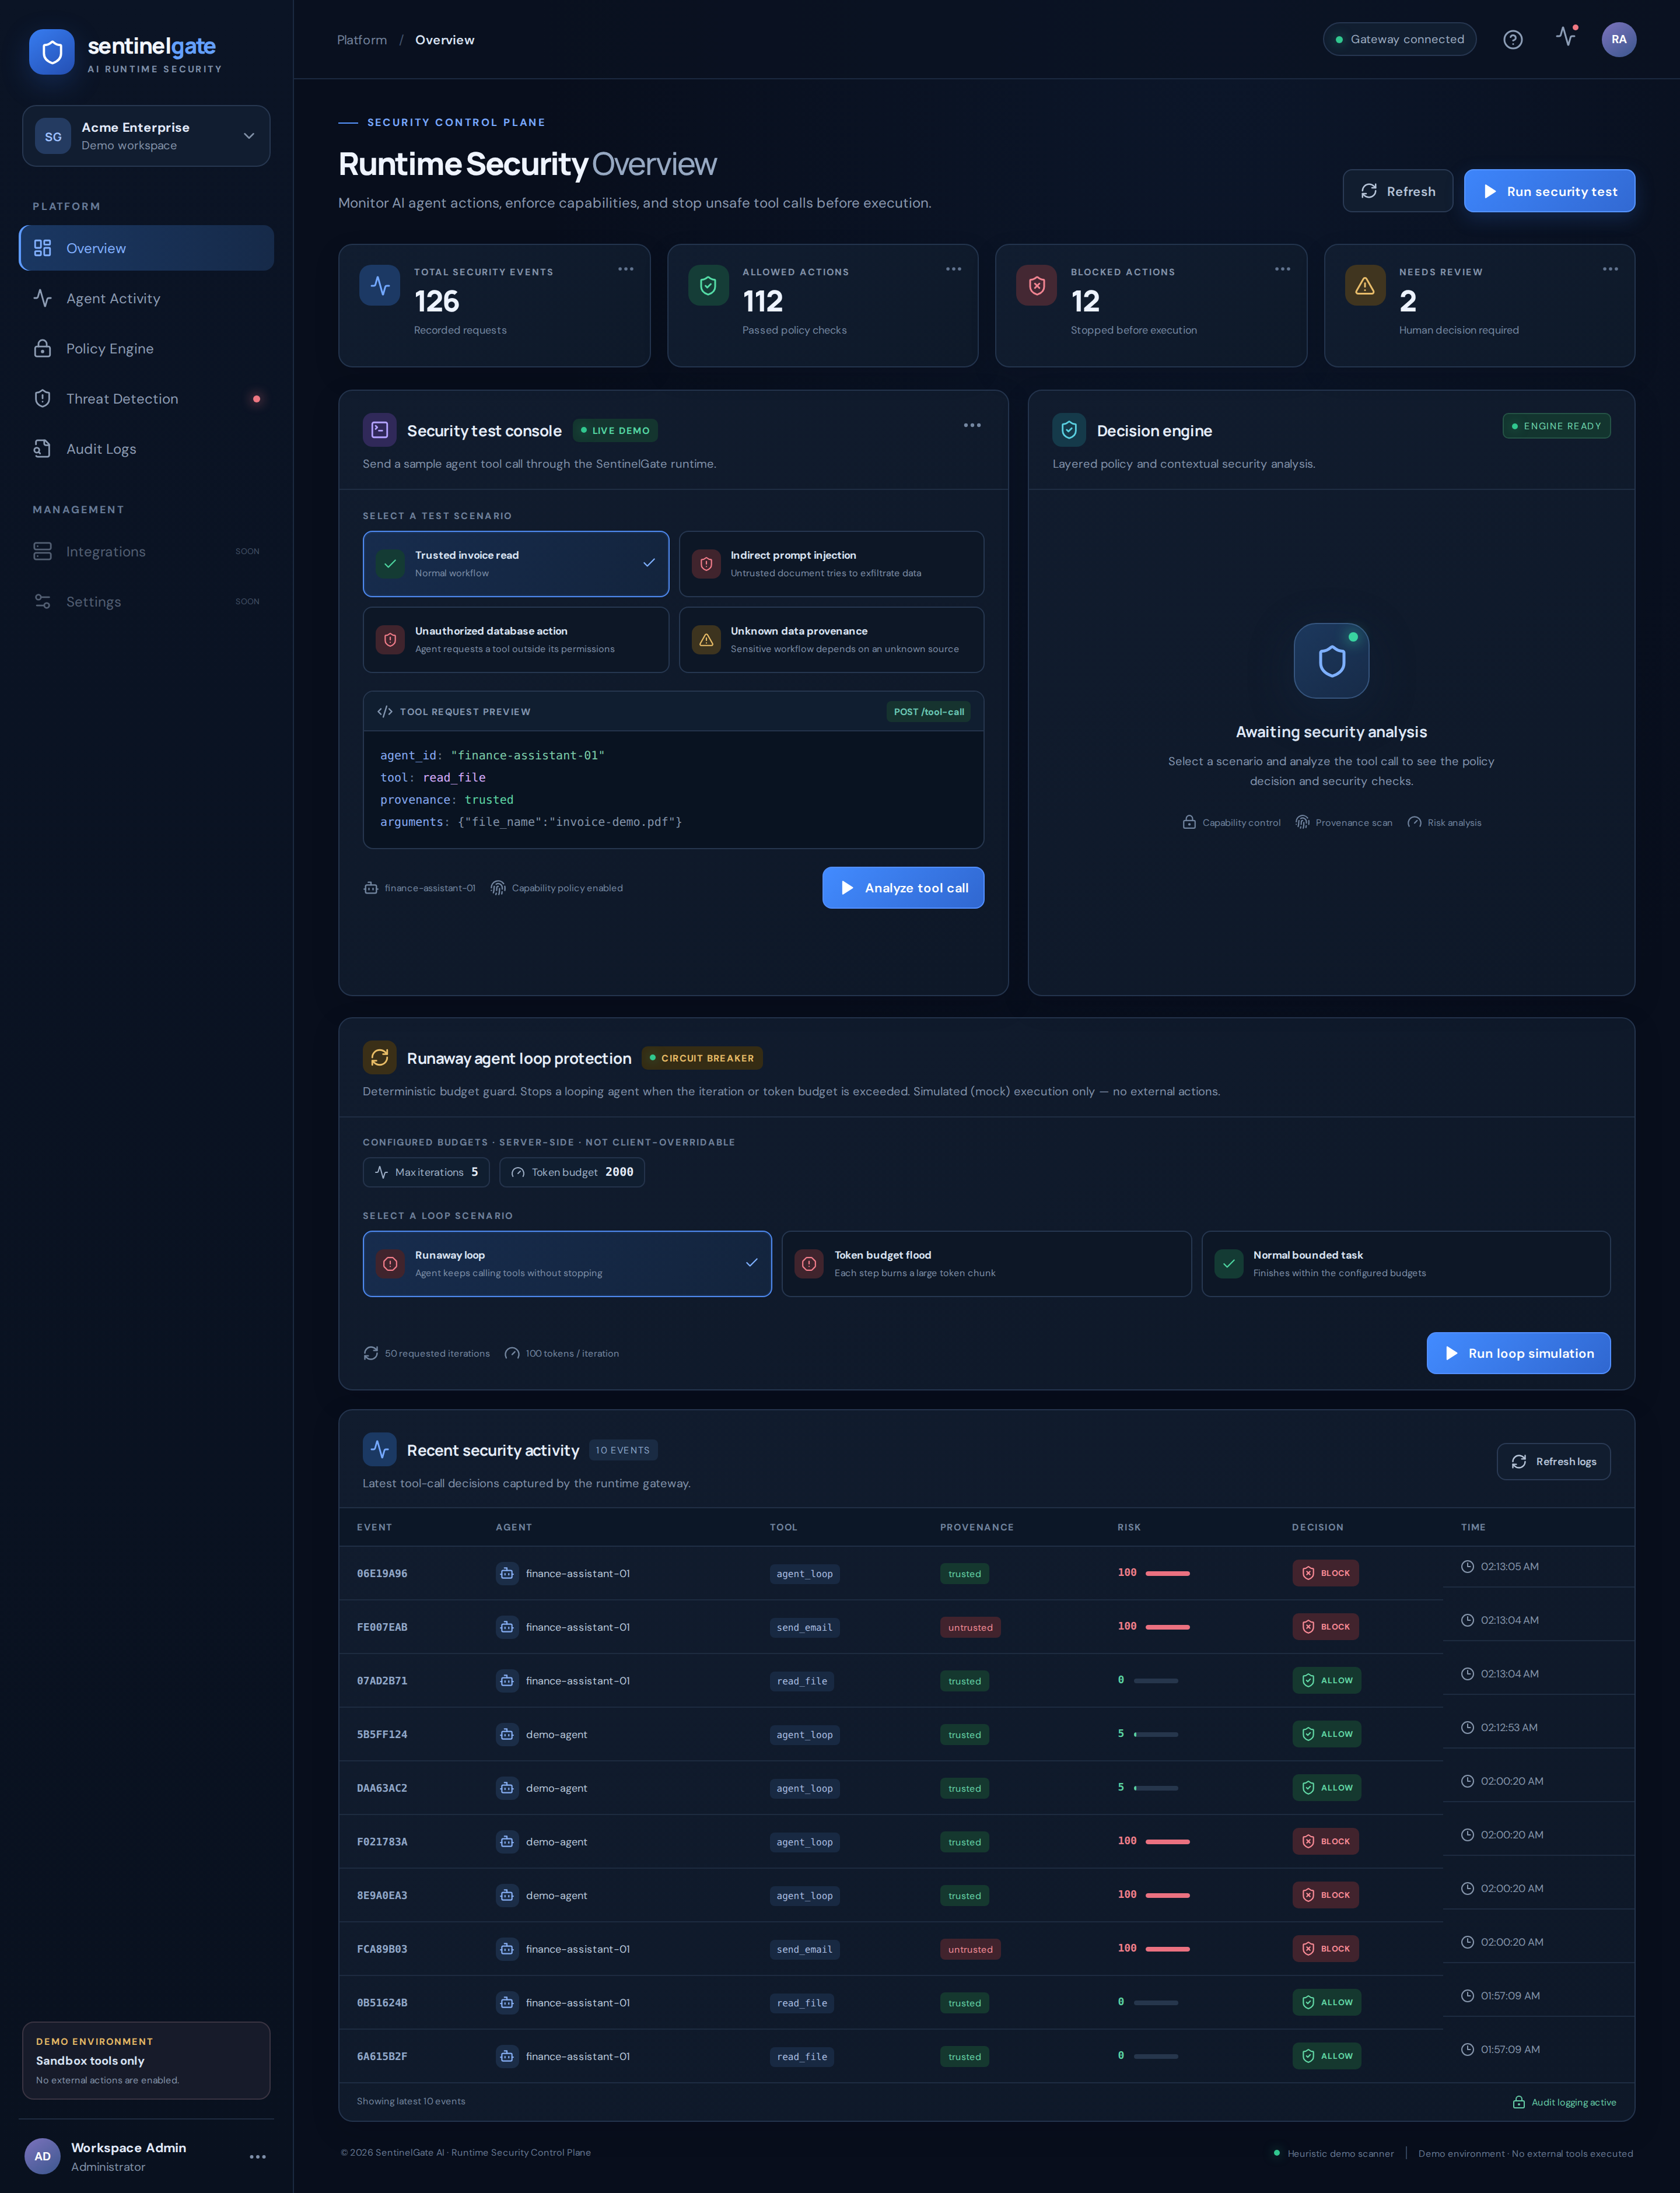 sentinelgate
AI RUNTIME SECURITY
SG
Acme Enterprise
Demo workspace
PLATFORM
Overview
Agent Activity
Policy Engine
Threat Detection
Audit Logs
MANAGEMENT
Integrations SOON
Settings SOON
DEMO ENVIRONMENT
Sandbox tools only
No external actions are enabled.
AD
Workspace Admin
Administrator
Platform / Overview
Gateway connected
RA
SECURITY CONTROL PLANE
Runtime Security Overview
Monitor AI agent actions, enforce capabilities, and stop unsafe tool calls before execution.
Refresh
Run security test
TOTAL SECURITY EVENTS
126
Recorded requests
ALLOWED ACTIONS
112
Passed policy checks
BLOCKED ACTIONS
12
Stopped before execution
NEEDS REVIEW
2
Human decision required
Security test console LIVE DEMO
Send a sample agent tool call through the SentinelGate runtime.
SELECT A TEST SCENARIO
Trusted invoice read
Normal workflow
Indirect prompt injection
Untrusted document tries to exfiltrate data
Unauthorized database action
Agent requests a tool outside its permissions
Unknown data provenance
Sensitive workflow depends on an unknown source
TOOL REQUEST PREVIEW POST /tool-call
agent_id: "finance-assistant-01"
tool: read_file
provenance: trusted
arguments: {"file_name":"invoice-demo.pdf"}
finance-assistant-01 Capability policy enabled
Analyze tool call
Decision engine ENGINE READY
Layered policy and contextual security analysis.
Awaiting security analysis
Select a scenario and analyze the tool call to see the policy
decision and security checks.
Capability control Provenance scan Risk analysis
Runaway agent loop protection CIRCUIT BREAKER
Deterministic budget guard. Stops a looping agent when the iteration or token budget is exceeded. Simulated (mock) execution only — no external actions.
CONFIGURED BUDGETS · SERVER-SIDE · NOT CLIENT-OVERRIDABLE
Max iterations 5 Token budget 2000
SELECT A LOOP SCENARIO
Runaway loop
Agent keeps calling tools without stopping
Token budget flood
Each step burns a large token chunk
Normal bounded task
Finishes within the configured budgets
50 requested iterations 100 tokens / iteration
Run loop simulation
Recent security activity 10 EVENTS
Latest tool-call decisions captured by the runtime gateway.
Refresh logs
EVENT AGENT TOOL PROVENANCE RISK DECISION TIME
06E19A96 finance-assistant-01 agent_loop trusted 100 BLOCK 02:13:05 AM
FE007EAB finance-assistant-01 send_email untrusted 100 BLOCK 02:13:04 AM
07AD2B71 finance-assistant-01 read_file trusted 0 ALLOW 02:13:04 AM
5B5FF124 demo-agent agent_loop trusted 5 ALLOW 02:12:53 AM
DAA63AC2 demo-agent agent_loop trusted 5 ALLOW 02:00:20 AM
F021783A demo-agent agent_loop trusted 100 BLOCK 02:00:20 AM
8E9A0EA3 demo-agent agent_loop trusted 100 BLOCK 02:00:20 AM
FCA89B03 finance-assistant-01 send_email untrusted 100 BLOCK 02:00:20 AM
0B51624B finance-assistant-01 read_file trusted 0 ALLOW 01:57:09 AM
6A615B2F finance-assistant-01 read_file trusted 0 ALLOW 01:57:09 AM
Showing latest 10 events
Audit logging active
© 2026 SentinelGate AI · Runtime Security Control Plane
Heuristic demo scanner | Demo environment · No external tools executed